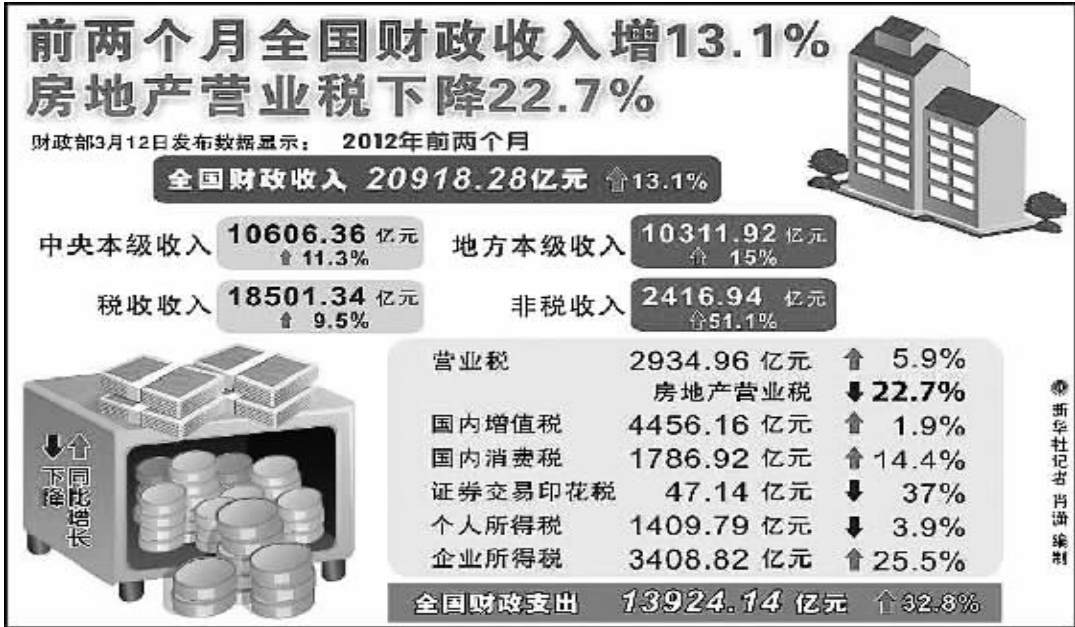 前两个月全国财政收入增13.1%
房地产营业税下降22.7%
财政部3月12日发布数据显示： 2012年前两个月
全国财政收入 20918.28亿元 ⇧13.1%
中央本级收入 10606.36 亿元 ⇧ 11.3%
地方本级收入 10311.92 亿元 ⇧ 15%
税收收入 18501.34 亿元 ⇧ 9.5%
非税收入 2416.94 亿元 ⇧51.1%
营业税 2934.96 亿元 ⬆ 5.9%
房地产营业税 ⬇ 22.7%
国内增值税 4456.16 亿元 ⬆ 1.9%
国内消费税 1786.92 亿元 ⬆ 14.4%
证券交易印花税 47.14 亿元 ⬇ 37%
个人所得税 1409.79 亿元 ⬇ 3.9%
企业所得税 3408.82 亿元 ⬆ 25.5%
全国财政支出 13924.14 亿元 ⇧32.8%
⬆同比增长
⬇下降
新华社记者 肖潇 编制